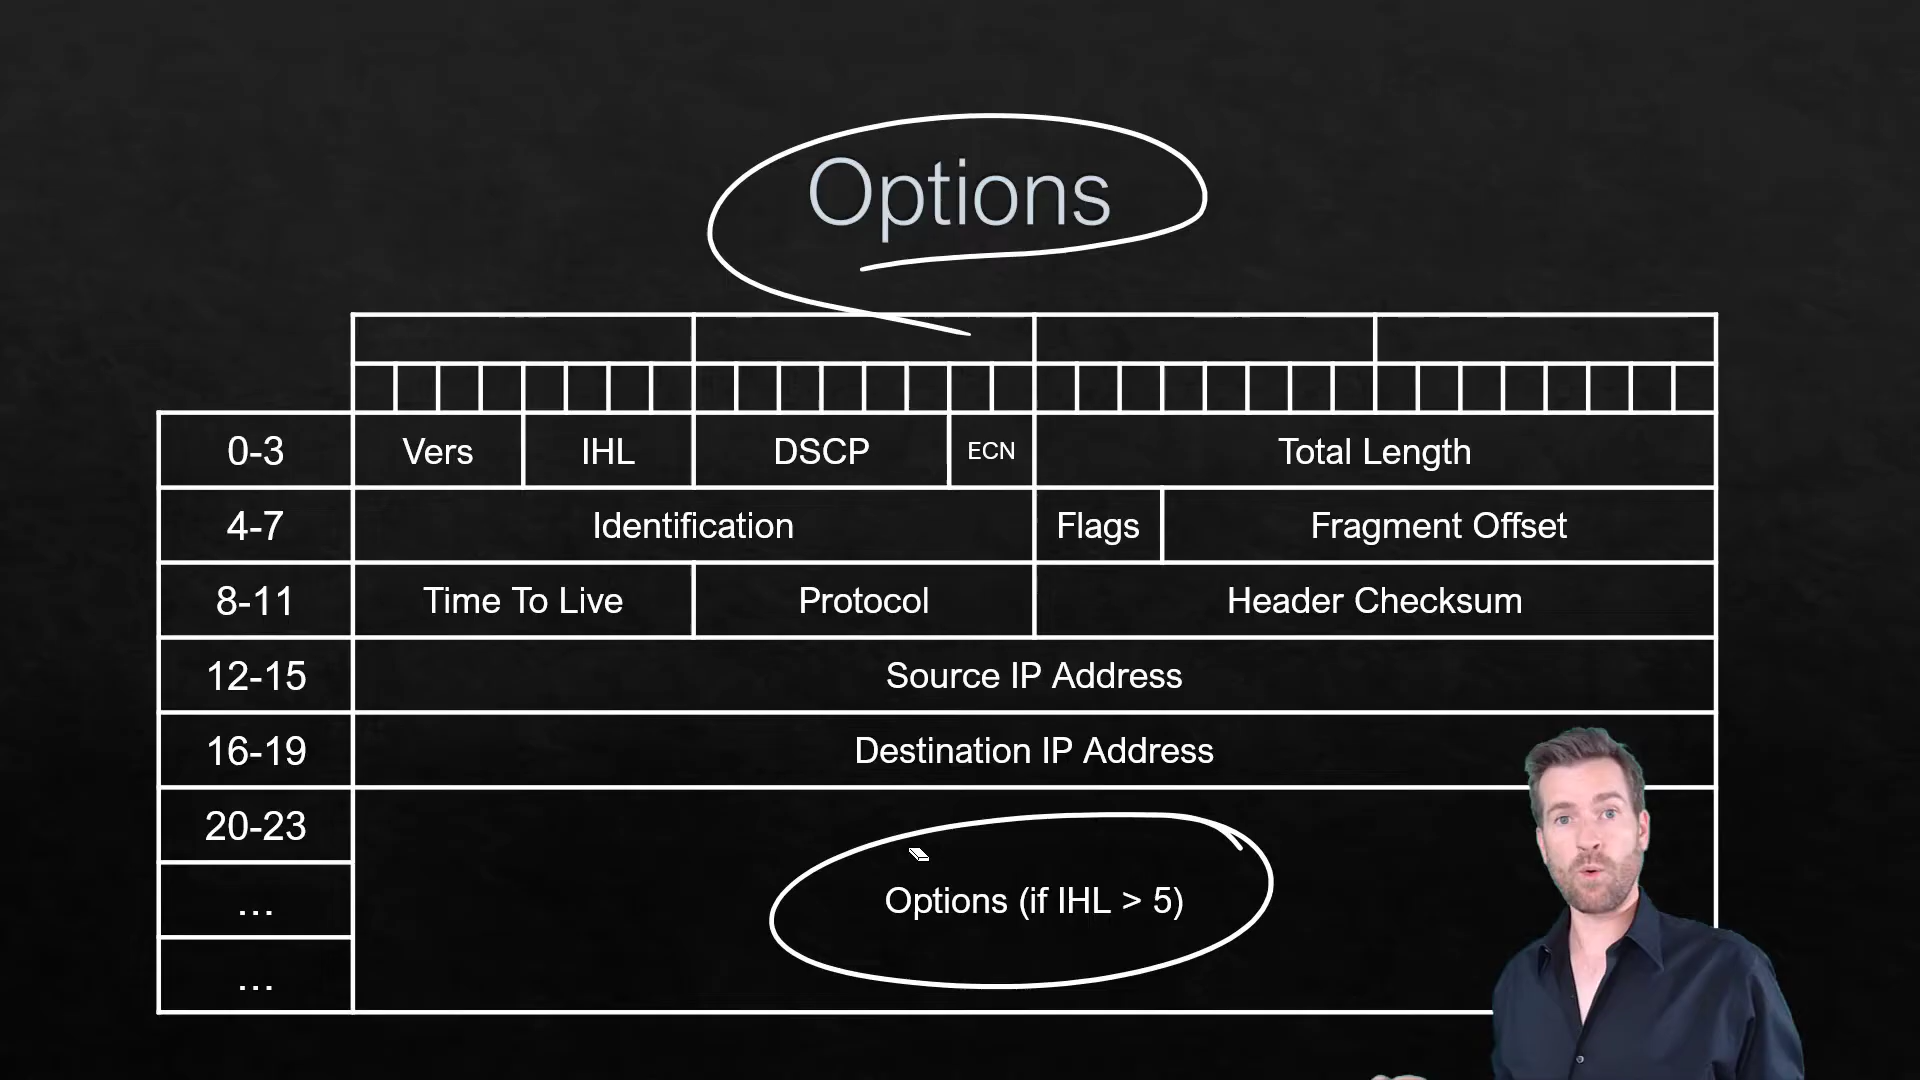 Options
0-3 Vers IHL DSCP ECN Total Length
4-7 Identification Flags Fragment Offset
8-11 Time To Live Protocol Header Checksum
12-15 Source IP Address
16-19 Destination IP Address
20-23
... Options (if IHL > 5)
...